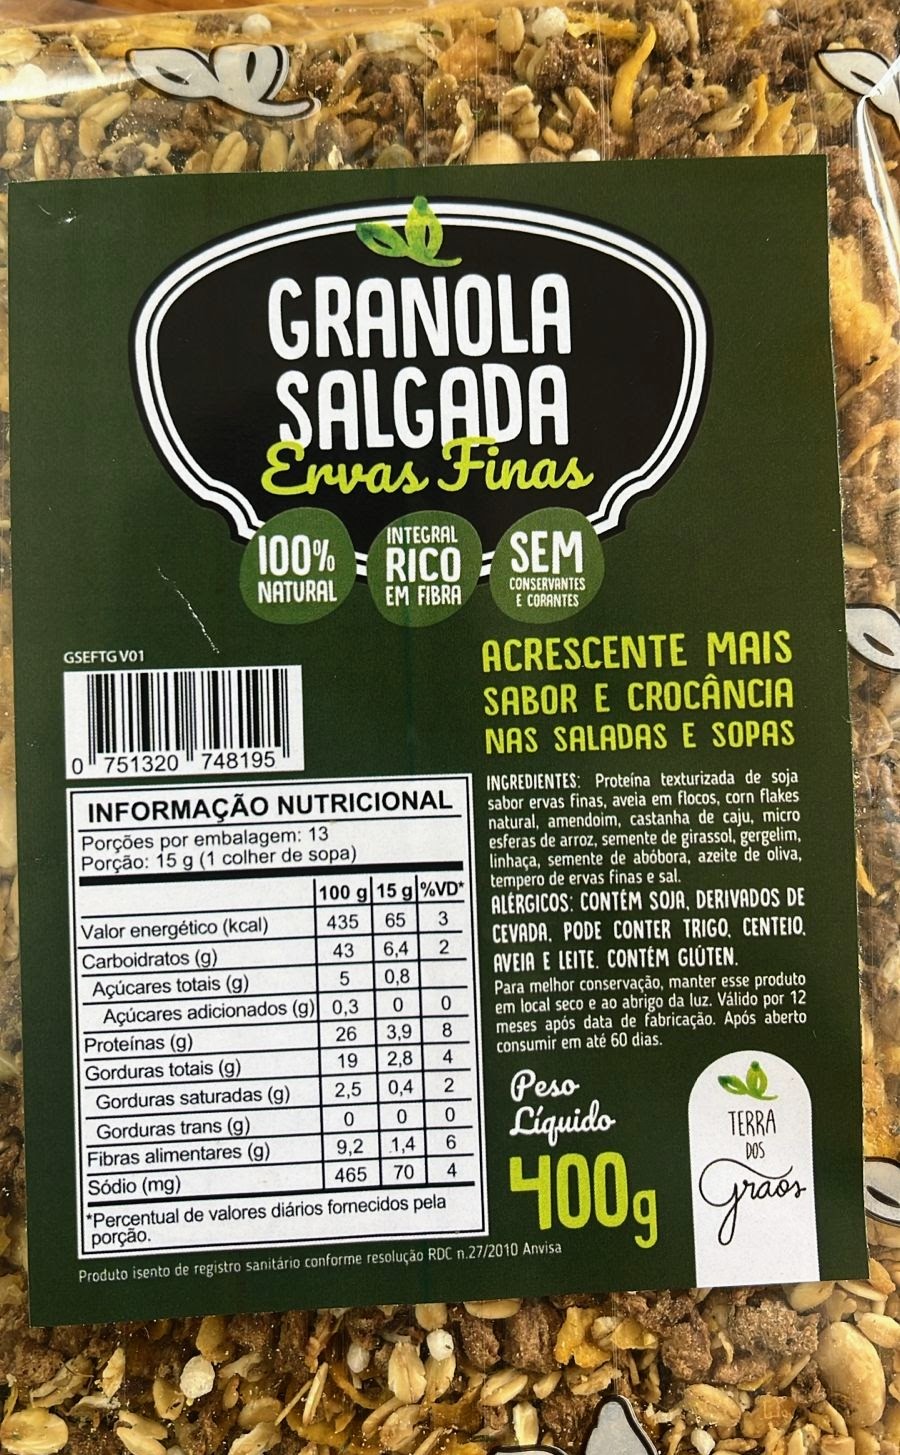 GRANOLA
SALGADA
Ervas Finas
100%
NATURAL
INTEGRAL
RICO
EM FIBRA
SEM
CONSERVANTES
E CORANTES
GSEFTG V01
0 751320 748195
ACRESCENTE MAIS
SABOR E CROCÂNCIA
NAS SALADAS E SOPAS
INFORMAÇÃO NUTRICIONAL
Porções por embalagem: 13
Porção: 15 g (1 colher de sopa)
100 g 15 g %VD*
Valor energético (kcal) 435 65 3
Carboidratos (g) 43 6,4 2
Açúcares totais (g) 5 0,8
Açúcares adicionados (g) 0,3 0 0
Proteínas (g) 26 3,9 8
Gorduras totais (g) 19 2,8 4
Gorduras saturadas (g) 2,5 0,4 2
Gorduras trans (g) 0 0 0
Fibras alimentares (g) 9,2 1,4 6
Sódio (mg) 465 70 4
*Percentual de valores diários fornecidos pela
porção.
Produto isento de registro sanitário conforme resolução RDC n.27/2010 Anvisa
INGREDIENTES: Proteína texturizada de soja
sabor ervas finas, aveia em flocos, corn flakes
natural, amendoim, castanha de caju, micro
esferas de arroz, semente de girassol, gergelim,
linhaça, semente de abóbora, azeite de oliva,
tempero de ervas finas e sal.
ALÉRGICOS: CONTÉM SOJA, DERIVADOS DE
CEVADA. PODE CONTER TRIGO, CENTEIO,
AVEIA E LEITE. CONTÉM GLÚTEN.
Para melhor conservação, manter esse produto
em local seco e ao abrigo da luz. Válido por 12
meses após data de fabricação. Após aberto
consumir em até 60 dias.
Peso
Líquido
400g
TERRA
DOS
Grãos